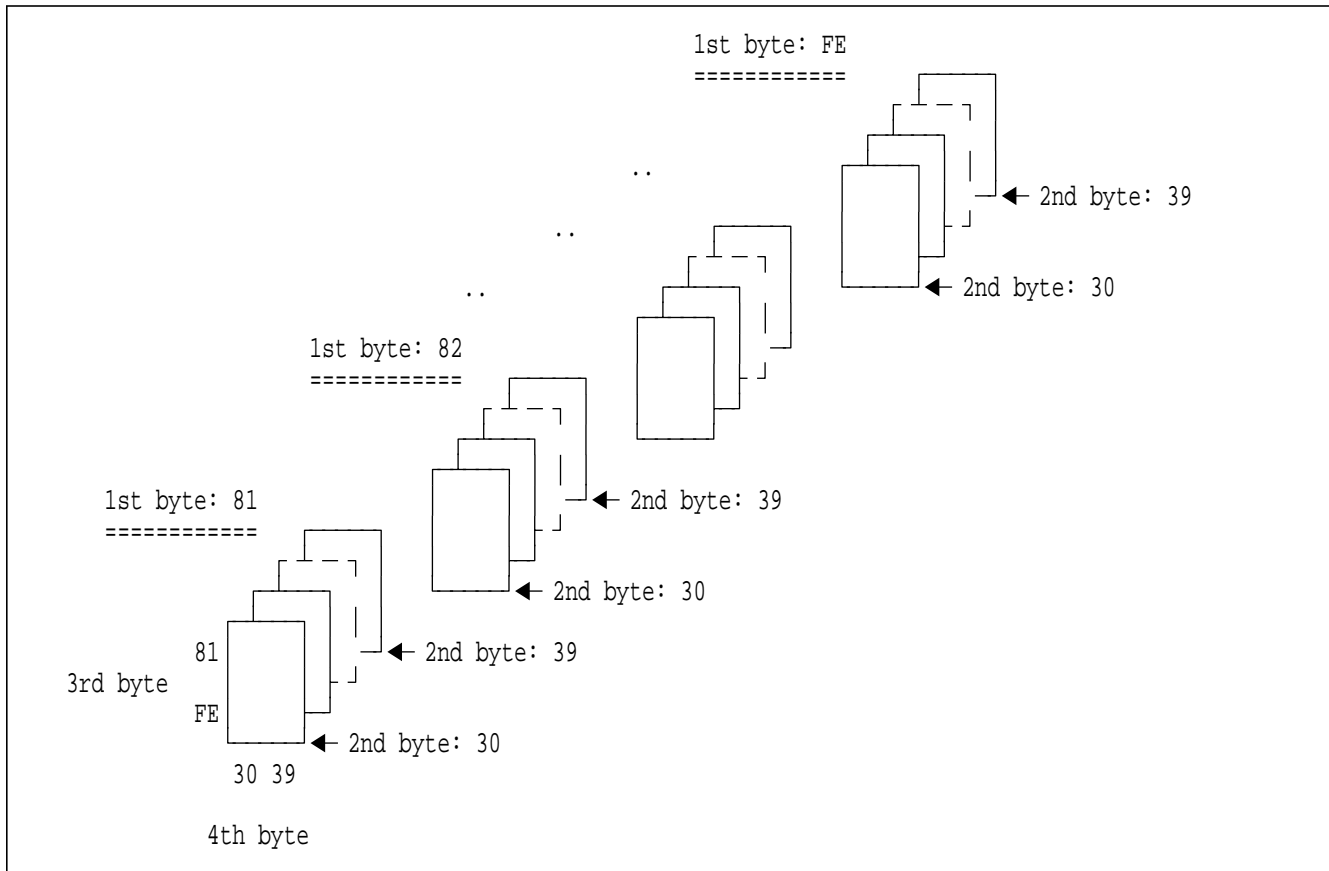 1st byte: FE
============
..
2nd byte: 39
..
2nd byte: 30
..
1st byte: 82
============
2nd byte: 39
1st byte: 81
============
2nd byte: 30
81
2nd byte: 39
3rd byte
FE
2nd byte: 30
30 39
4th byte